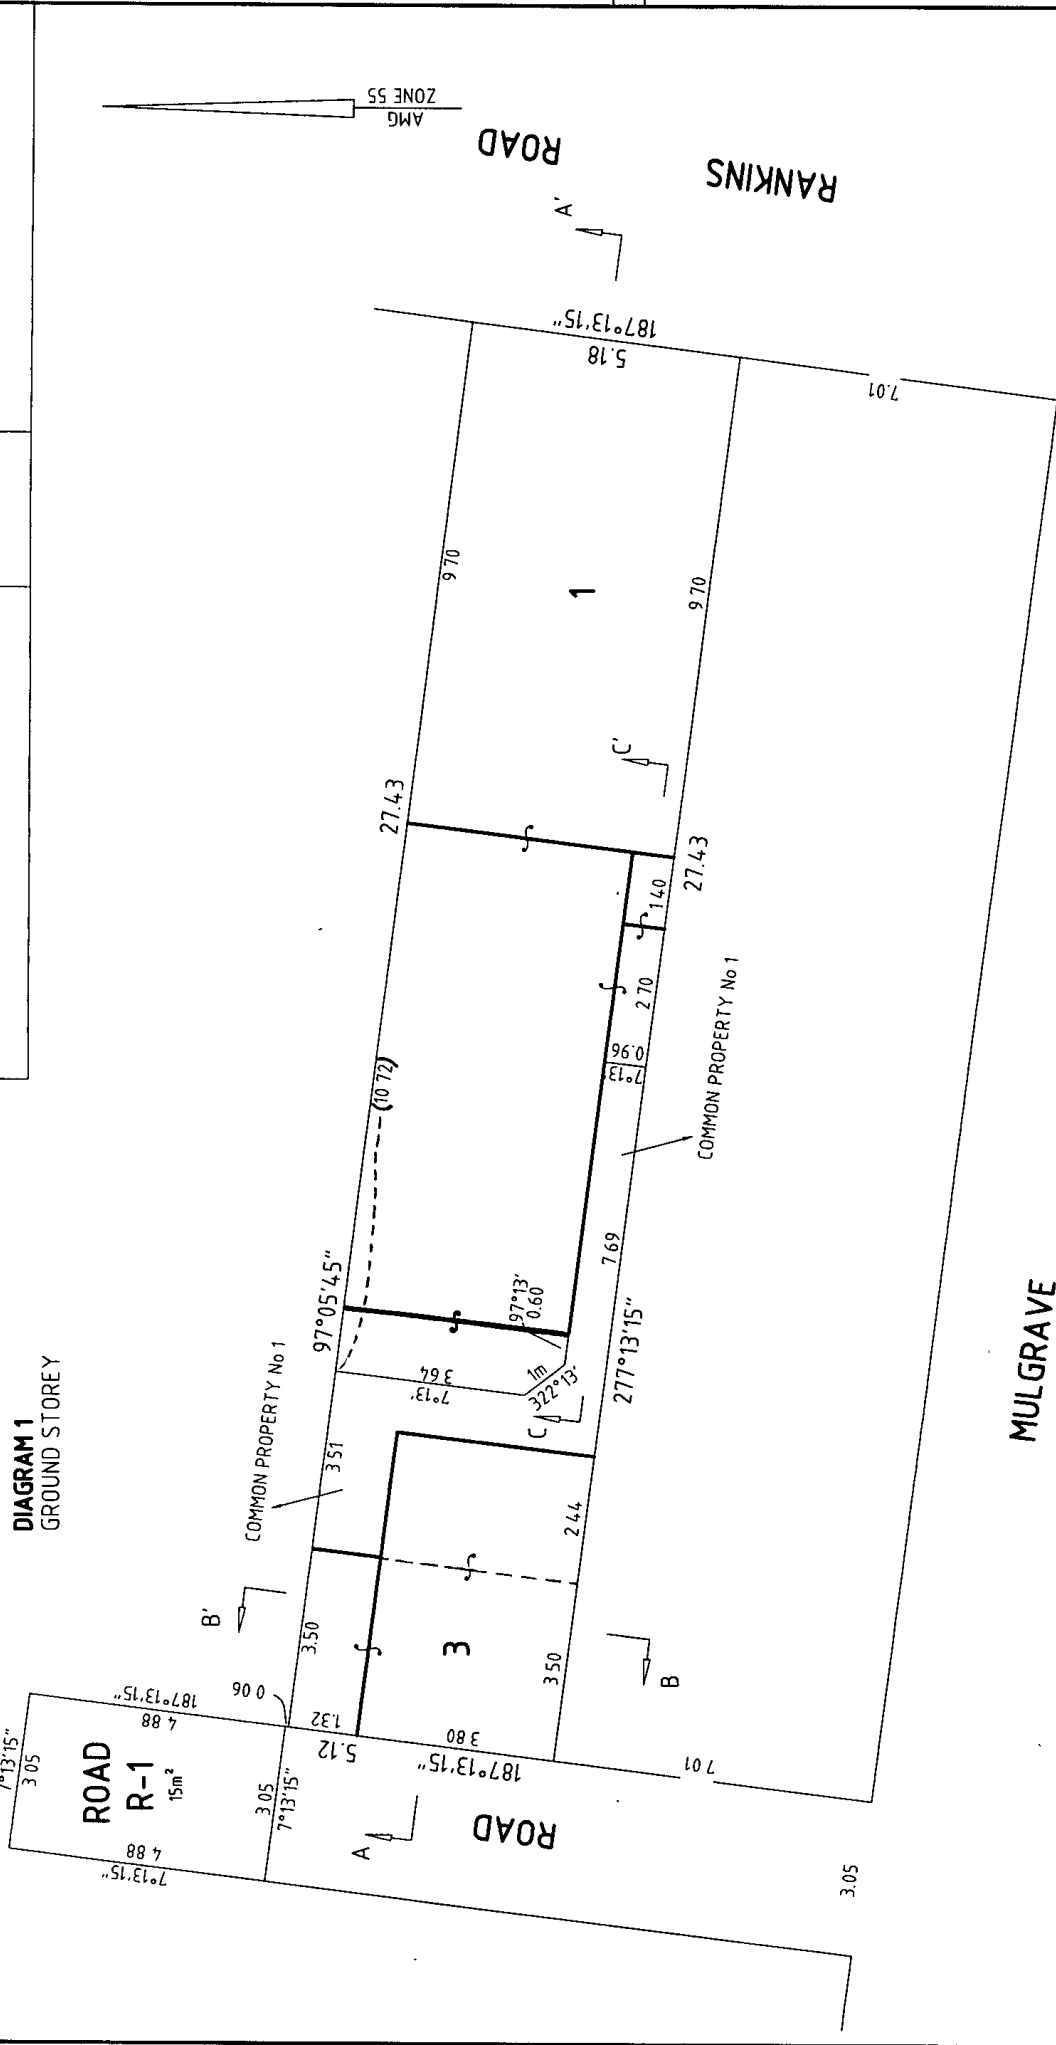 DIAGRAM 1
GROUND STOREY
AMG
ZONE 55
ROAD
RANKINS
A'
187°13'15"
5.18
7.01
9 70
1
9 70
C'
27.43
27.43
1 40
2 70
0.96
7°13'
COMMON PROPERTY No 1
(10 72)
7 69
97°05'45"
97°13'
0.60
3 64
7°13'
1m
322°13'
C
277°13'15"
COMMON PROPERTY No 1
3 51
2 44
B'
3.50
3
3 50
B
0 06
1.32
5.12
3 80
187°13'15"
7 01
187°13'15"
4 88
7°13'15"
3 05
ROAD
R-1
15m²
3 05
7°13'15"
4 88
7°13'15"
A
ROAD
3.05
MULGRAVE